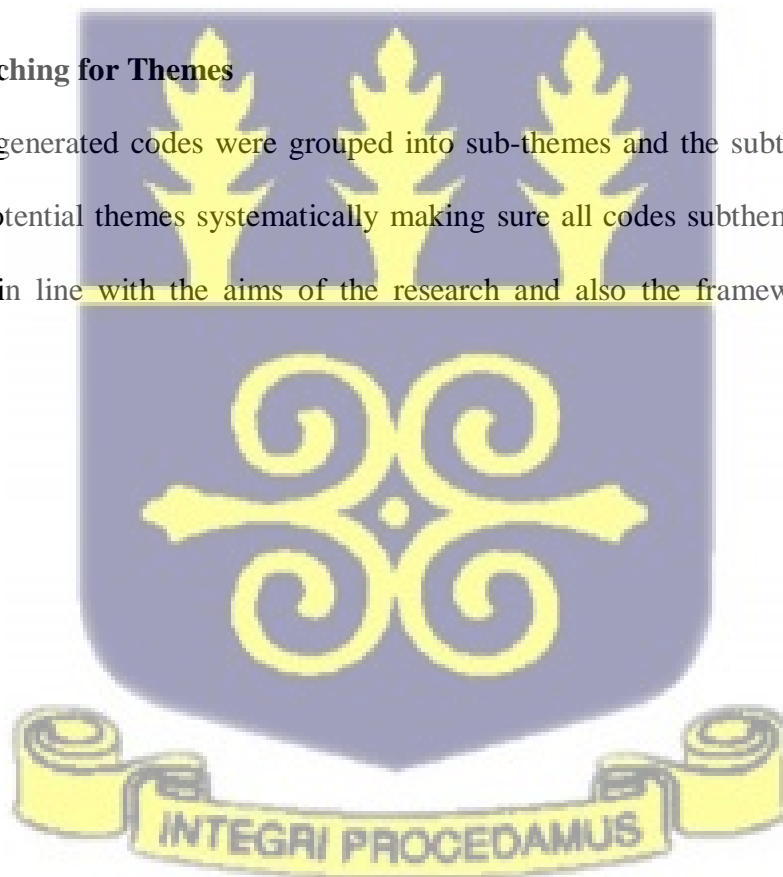 ching for Themes
generated codes were grouped into sub-themes and the subt
otential themes systematically making sure all codes subthem
in line with the aims of the research and also the framew
INTEGRI PROCEDAMUS